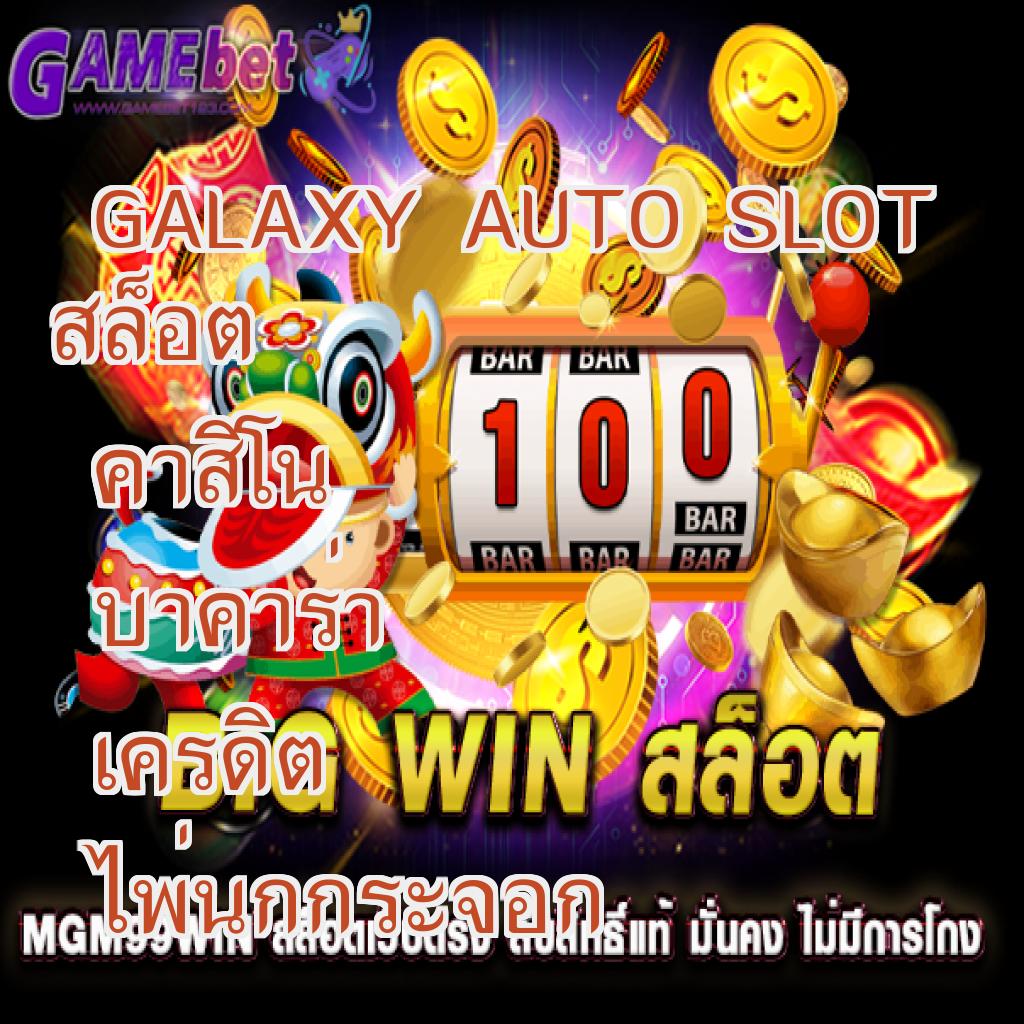 GAMEbet
GALAXY AUTO SLOT
สล็อต
BAR BAR
100
คาสิโน
BAR
BAR BAR BAR
บาคาร่า
BIG WIN สล็อต
เครดิต
ไพ่นกกระจอก
MGM99WIN สล็อตเว็บตรง ลิขสิทธิ์แท้ มั่นคง ไม่มีการโกง